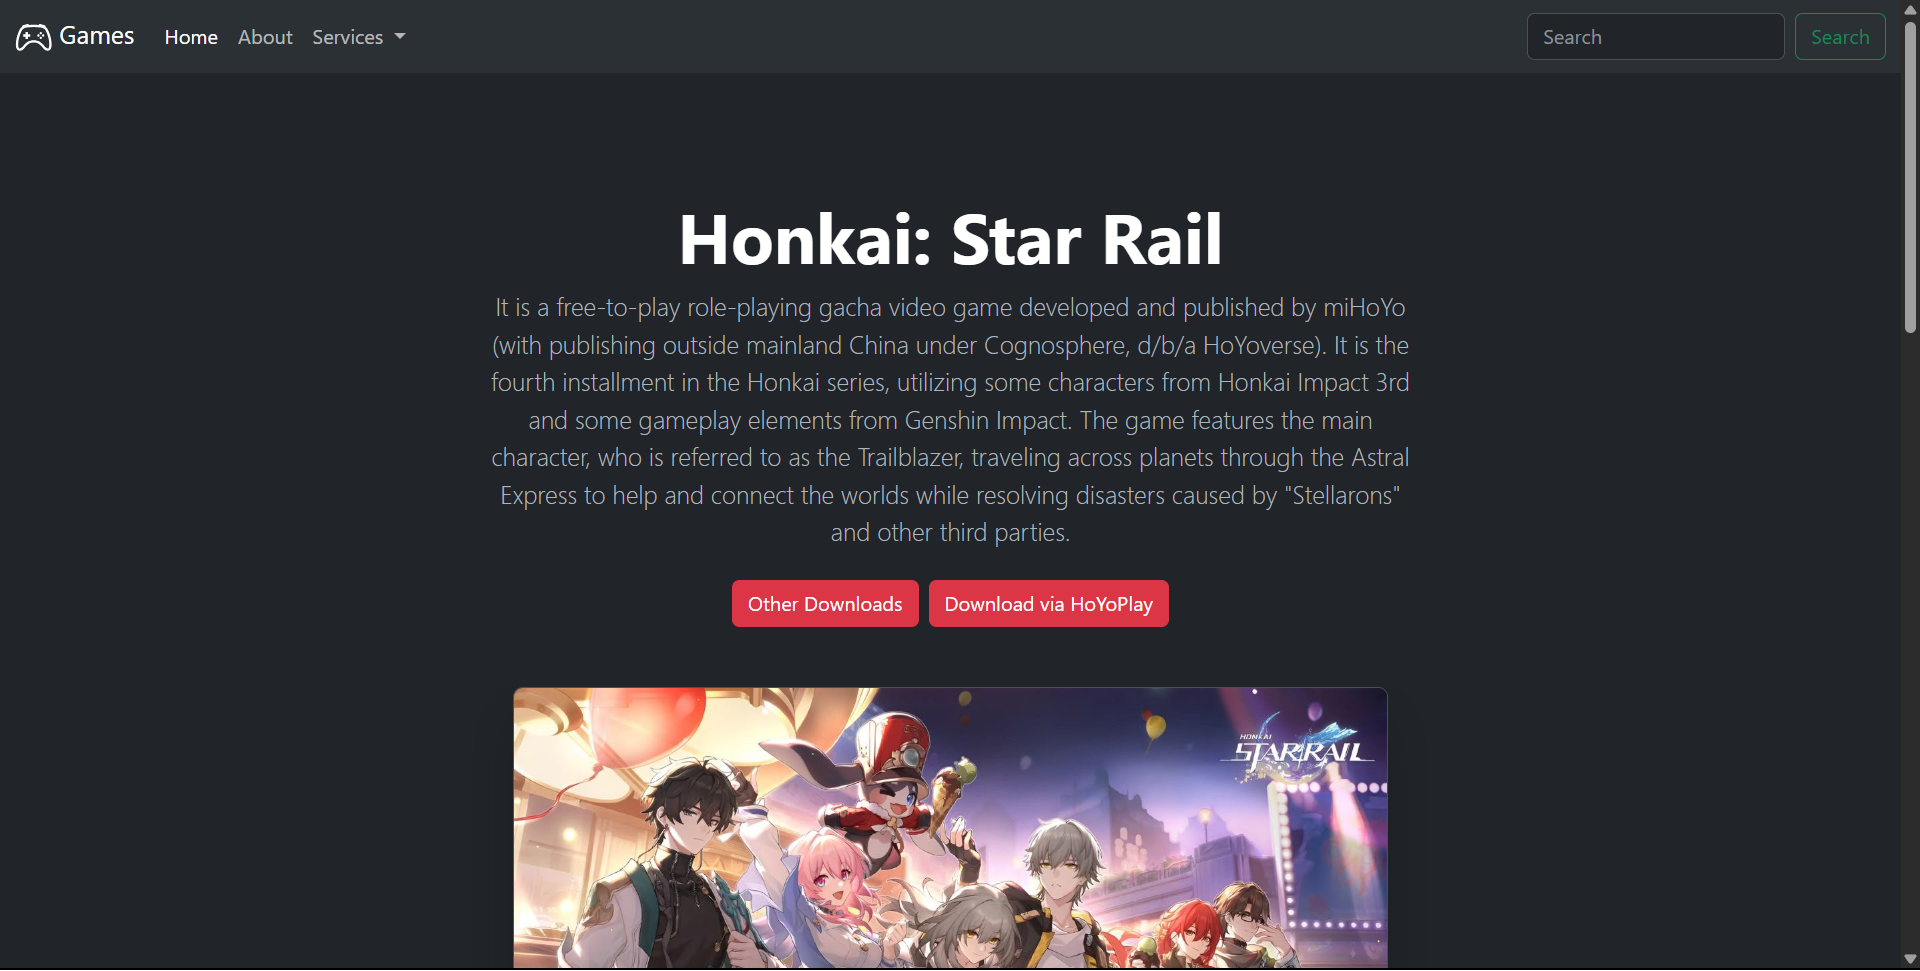 Games Home About Services Search Search
Honkai: Star Rail
It is a free-to-play role-playing gacha video game developed and published by miHoYo
(with publishing outside mainland China under Cognosphere, d/b/a HoYoverse). It is the
fourth installment in the Honkai series, utilizing some characters from Honkai Impact 3rd
and some gameplay elements from Genshin Impact. The game features the main
character, who is referred to as the Trailblazer, traveling across planets through the Astral
Express to help and connect the worlds while resolving disasters caused by "Stellarons"
and other third parties.
Other Downloads Download via HoYoPlay
HONKAI
STAR RAIL